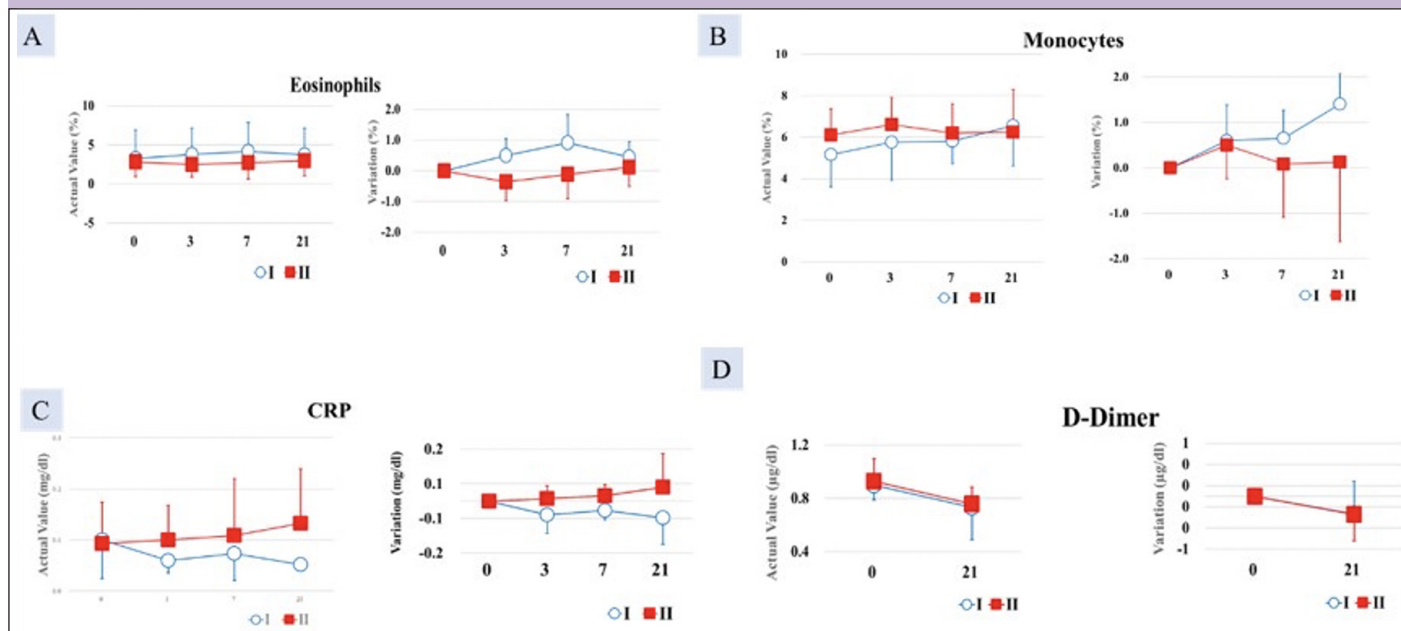 A
Eosinophils
Actual Value (%)
10
5
0
-5
0 3 7 21
I II
Variation (%)
2.0
1.0
0.0
-1.0
-2.0
0 3 7 21
I II
B
Monocytes
Actual Value (%)
10
8
6
4
2
0
0 3 7 21
I II
Variation (%)
2.0
1.0
0.0
-1.0
-2.0
0 3 7 21
I II
C
CRP
Actual Value (mg/dl)
0.2
0.0
7 21
I II
Variation (mg/dl)
0.2
0.1
-0.1
-0.2
0 3 7 21
I II
D
D-Dimer
Actual Value (µg/dl)
1.2
0.8
0.4
0 21
I II
Variation (µg/dl)
1
0
0
0
0
-1
0 21
I II